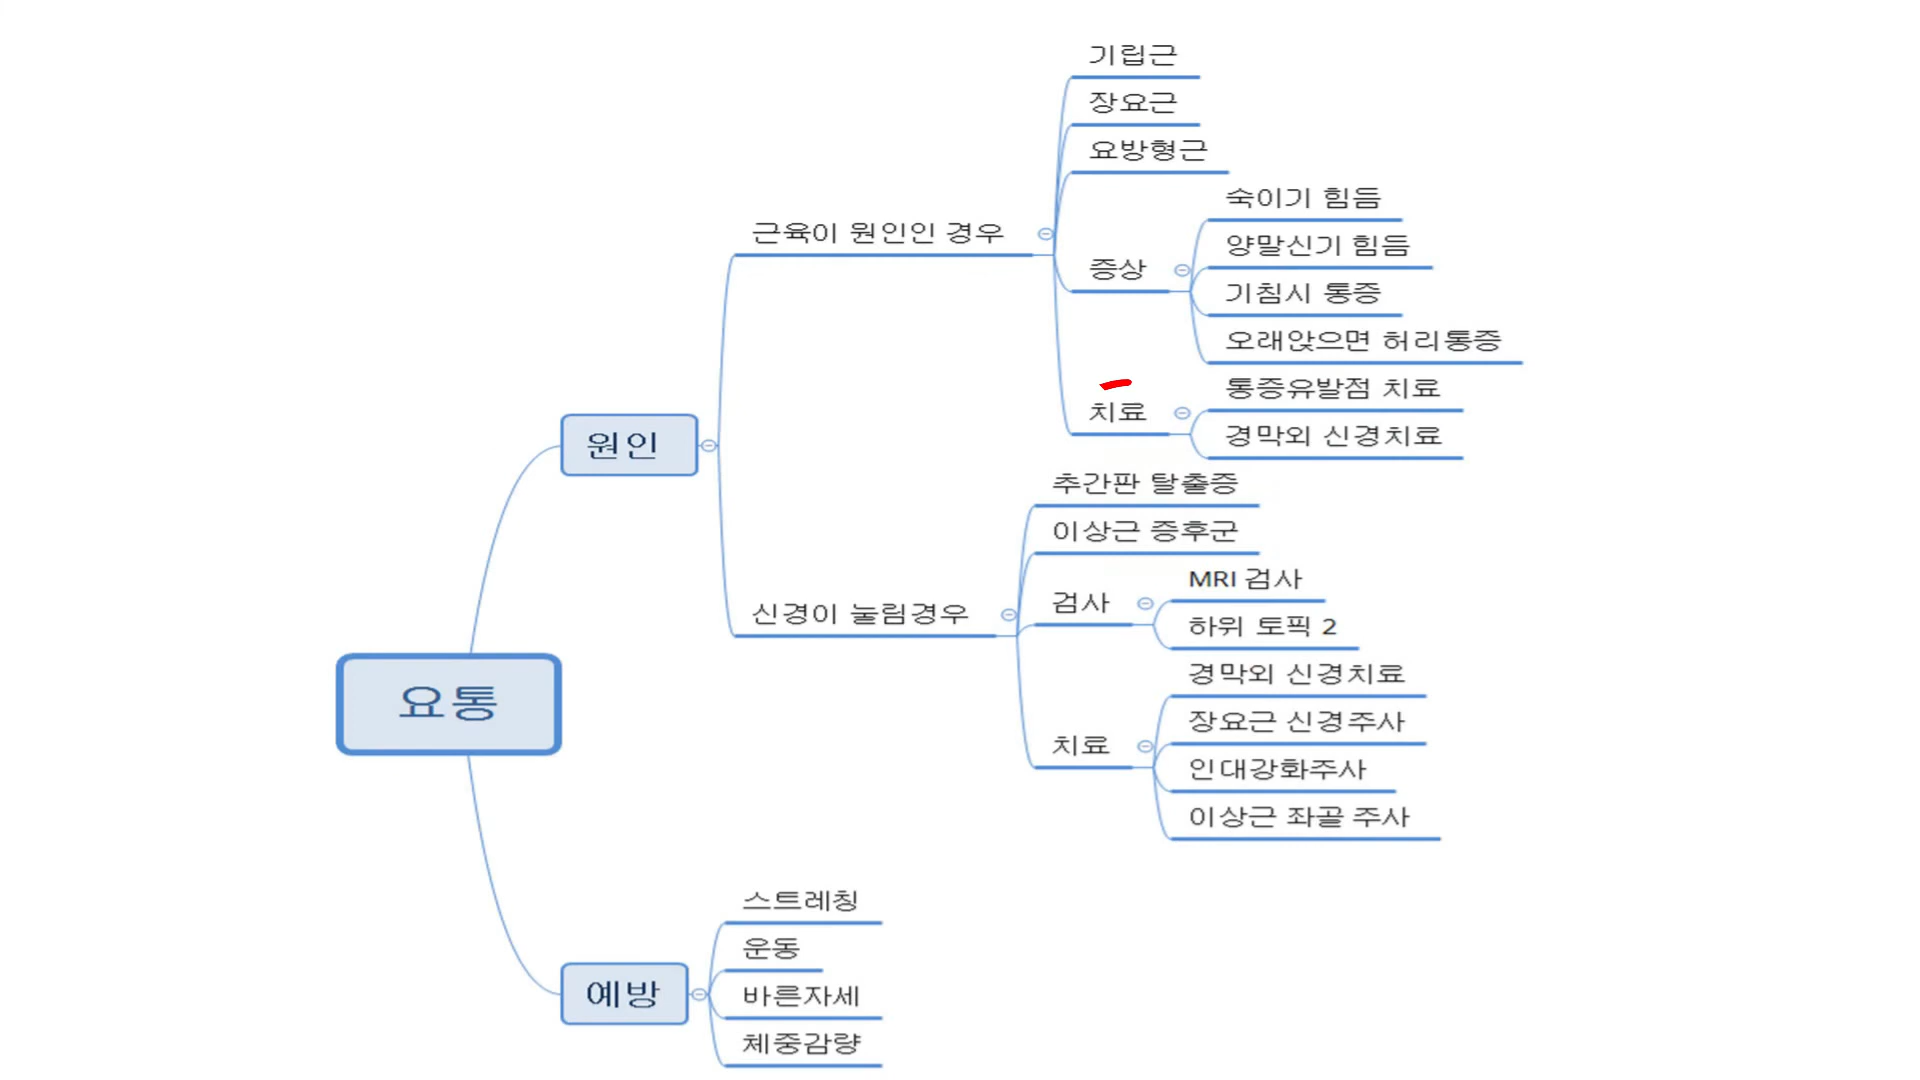 기립근
장요근
요방형근
숙이기 힘듬
근육이 원인인 경우
양말신기 힘듬
증상
기침시 통증
오래앉으면 허리통증
통증유발점 치료
치료
경막외 신경치료
원인
추간판 탈출증
이상근 증후군
MRI 검사
검사
신경이 눌림경우
하위 토픽 2
경막외 신경치료
요통
장요근 신경주사
치료
인대강화주사
이상근 좌골 주사
스트레칭
운동
예방
바른자세
체중감량